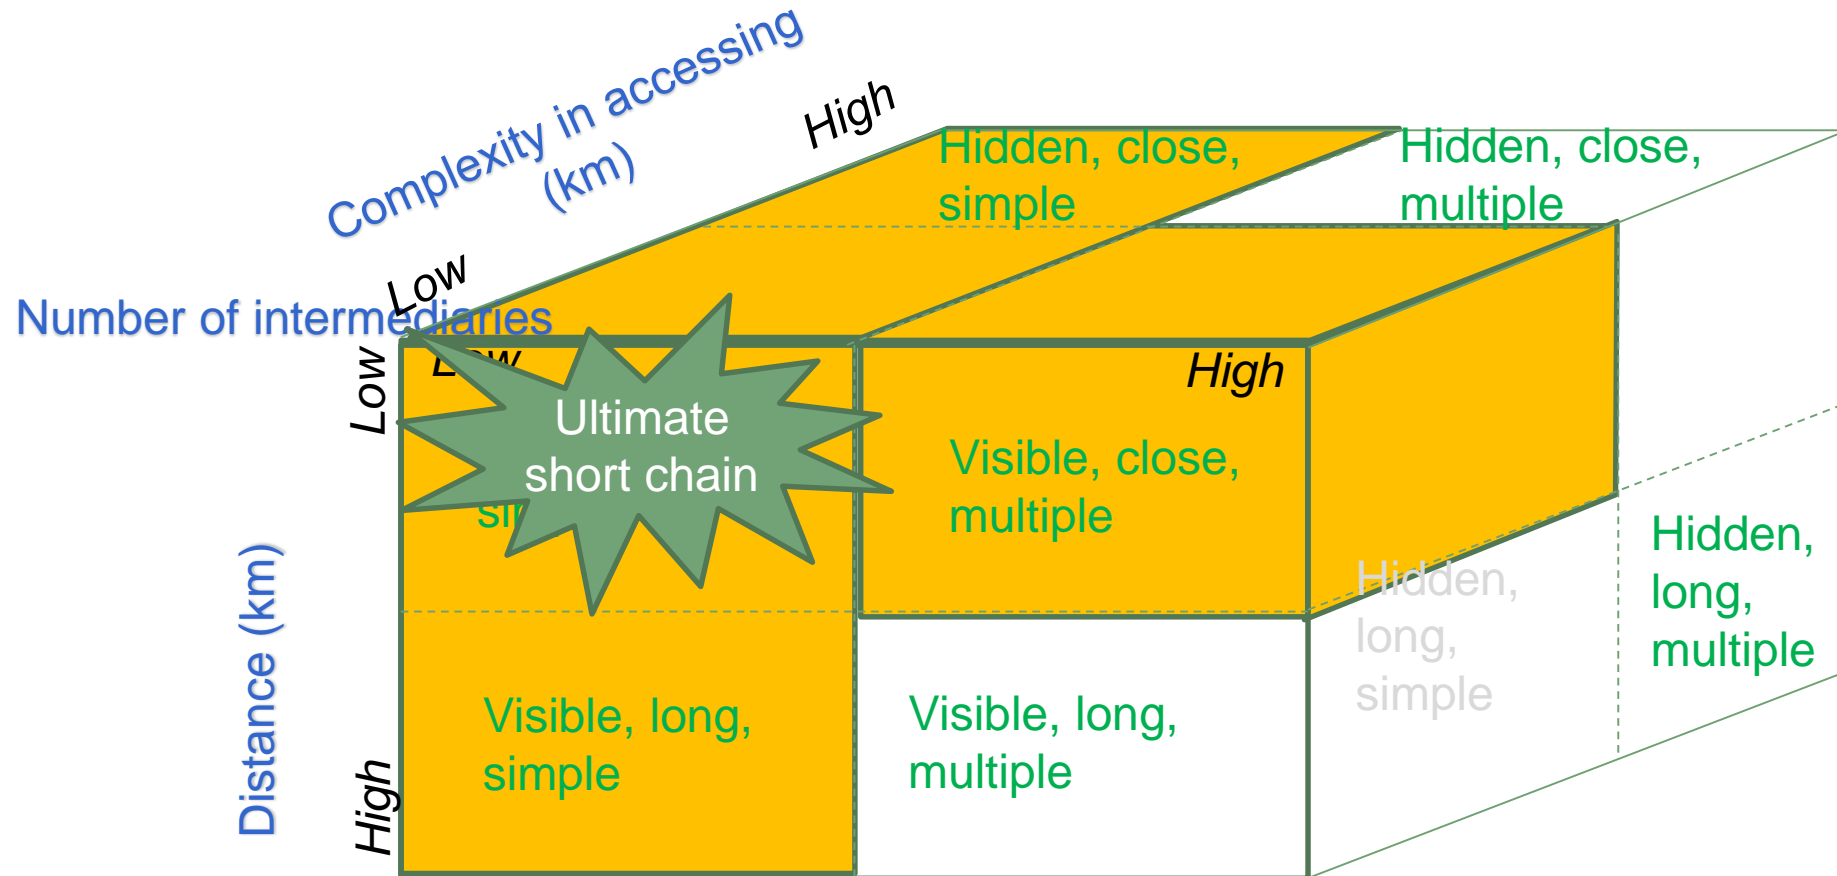 Complexity in accessing
(km)
High
Low
Number of intermediaries
Hidden, close,
simple
Hidden, close,
multiple
Low
Low
High
Ultimate
short chain
Visible, close,
multiple
Distance (km)
High
Visible, long,
simple
Visible, long,
multiple
Hidden,
long,
simple
Hidden,
long,
multiple